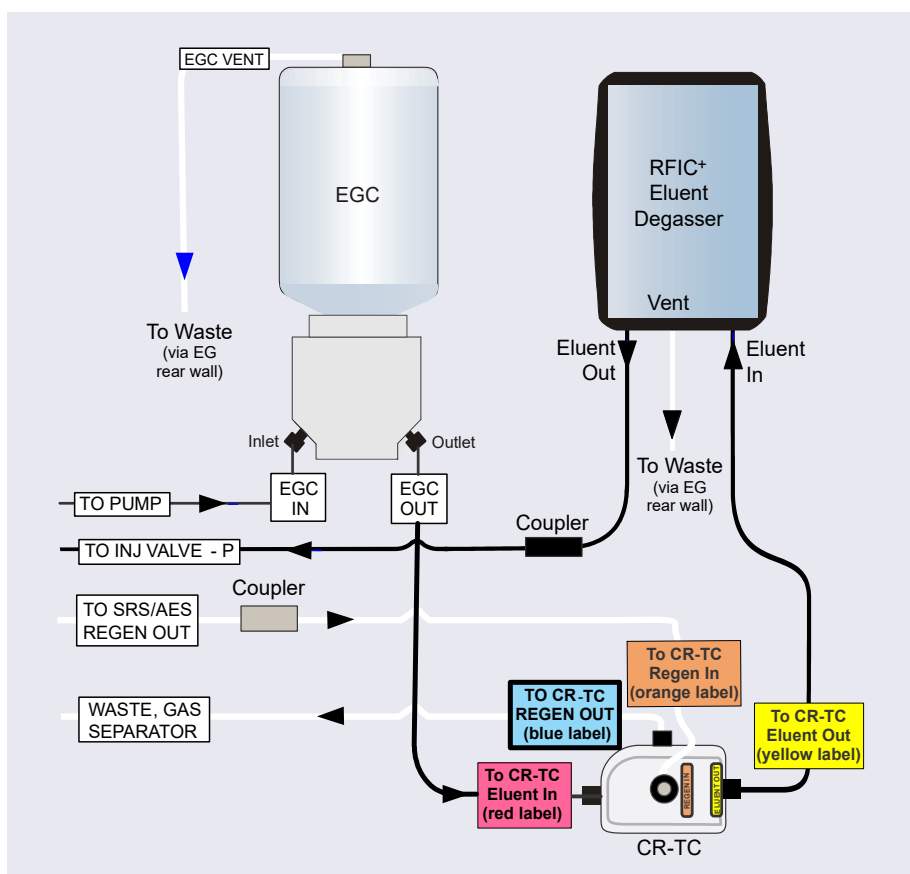 EGC VENT
EGC
RFIC+
Eluent
Degasser
Vent
To Waste
(via EG
rear wall)
Eluent
Out
Eluent
In
Inlet
Outlet
To Waste
(via EG
rear wall)
EGC
IN
EGC
OUT
TO PUMP
Coupler
TO INJ VALVE - P
Coupler
TO SRS/AES
REGEN OUT
To CR-TC
Regen In
(orange label)
TO CR-TC
REGEN OUT
(blue label)
WASTE, GAS
SEPARATOR
To CR-TC
Eluent Out
(yellow label)
To CR-TC
Eluent In
(red label)
REGEN IN
ELUENT OUT
CR-TC